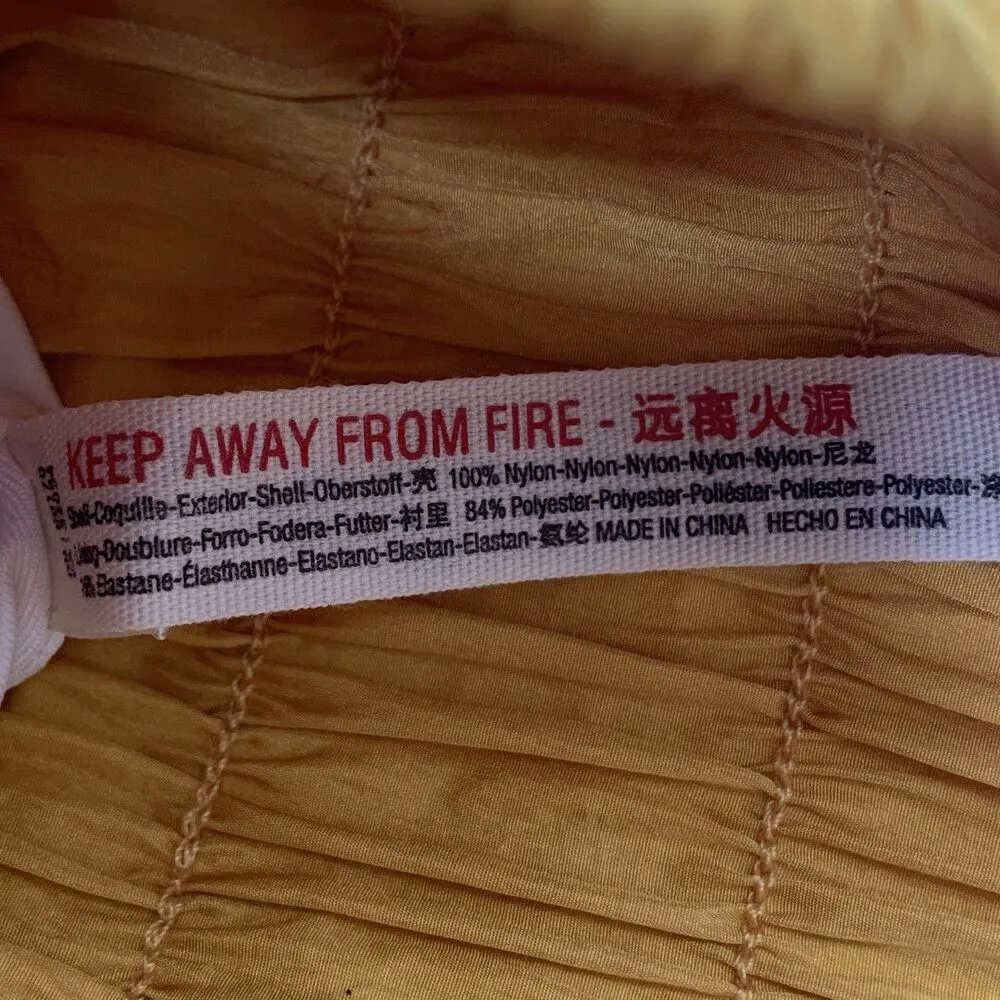 KEEP AWAY FROM FIRE - 远离火源
Shell-Coquille-Exterior-Shell-Oberstoff-壳 100% Nylon-Nylon-Nylon-Nylon-Nylon-尼龙
Lining-Doublure-Forro-Fodera-Futter-衬里 84% Polyester-Polyester-Poliéster-Poliestere-Polyester-涤
Elastane-Élasthanne-Elastano-Elastan-Elastan-氨纶 MADE IN CHINA HECHO EN CHINA